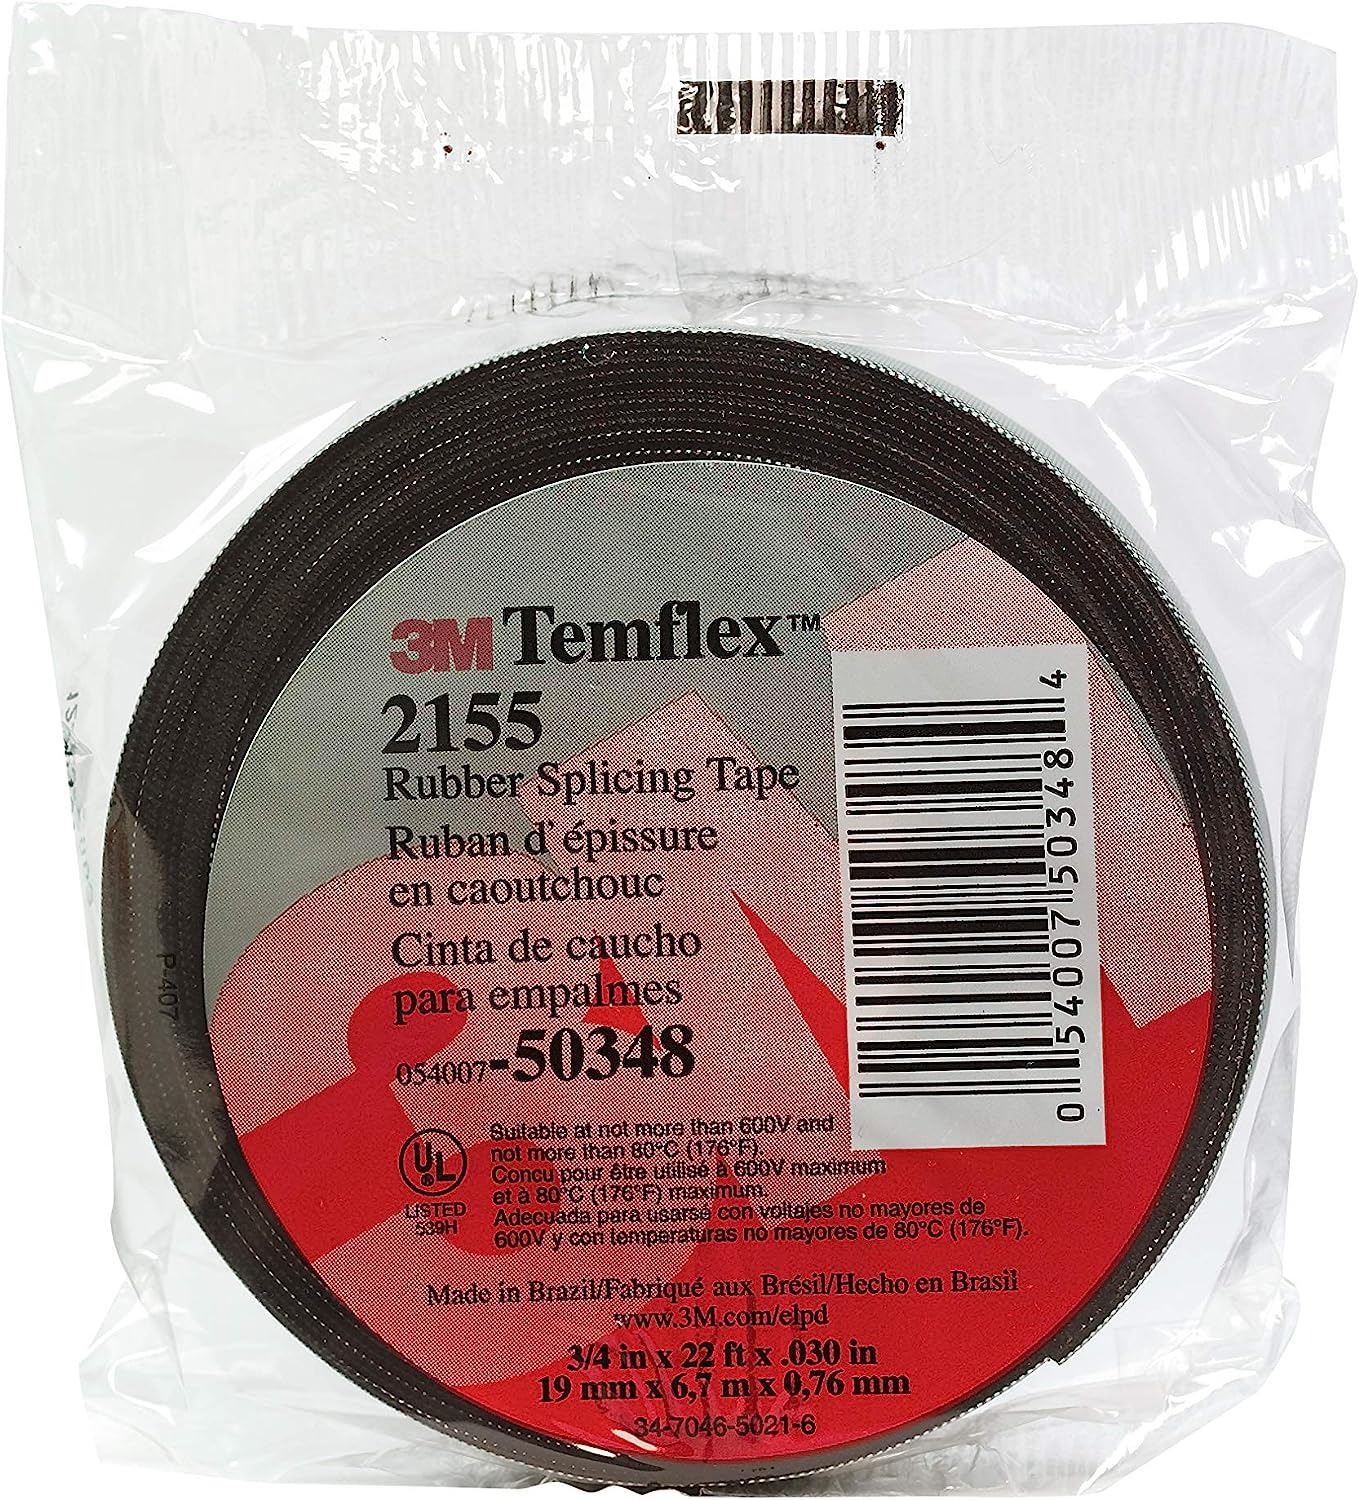 3M Temflex™
2155
Rubber Splicing Tape
Ruban d'épissure
en caoutchouc
Cinta de caucho
para empalmes
054007-50348
UL
®
LISTED
539H
Suitable at not more than 600V and
not more than 80°C (176°F).
Concu pour être utilisé à 600V maximum
et à 80°C (176°F) maximum.
Adecuada para usarse con voltajes no mayores de
600V y con temperaturas no mayores de 80°C (176°F).
Made in Brazil/Fabriqué aux Brésil/Hecho en Brasil
www.3M.com/elpd
3/4 in x 22 ft x .030 in
19 mm x 6,7 m x 0,76 mm
34-7046-5021-6
0 54007 50348 4
P-407